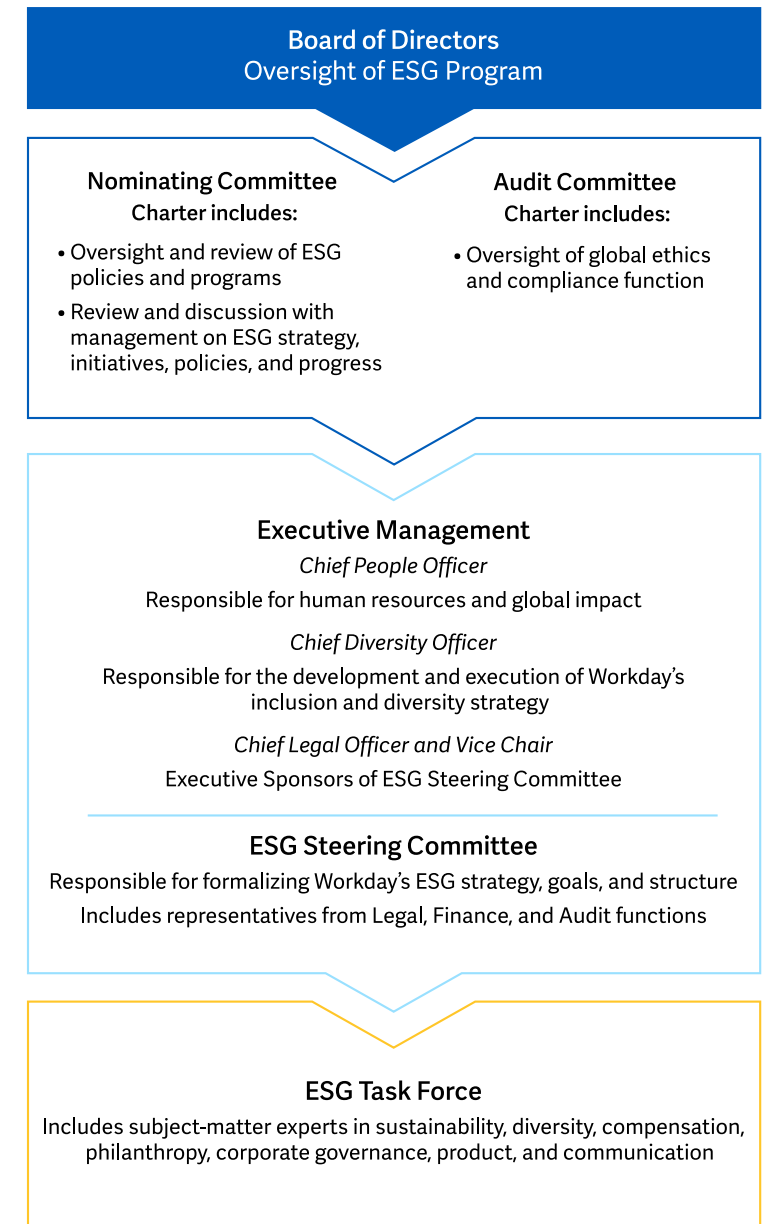 Board of Directors
Oversight of ESG Program
Nominating Committee
Charter includes:
• Oversight and review of ESG
policies and programs
• Review and discussion with
management on ESG strategy,
initiatives, policies, and progress
Audit Committee
Charter includes:
• Oversight of global ethics
and compliance function
Executive Management
Chief People Officer
Responsible for human resources and global impact
Chief Diversity Officer
Responsible for the development and execution of Workday’s
inclusion and diversity strategy
Chief Legal Officer and Vice Chair
Executive Sponsors of ESG Steering Committee
ESG Steering Committee
Responsible for formalizing Workday’s ESG strategy, goals, and structure
Includes representatives from Legal, Finance, and Audit functions
ESG Task Force
Includes subject-matter experts in sustainability, diversity, compensation,
philanthropy, corporate governance, product, and communication